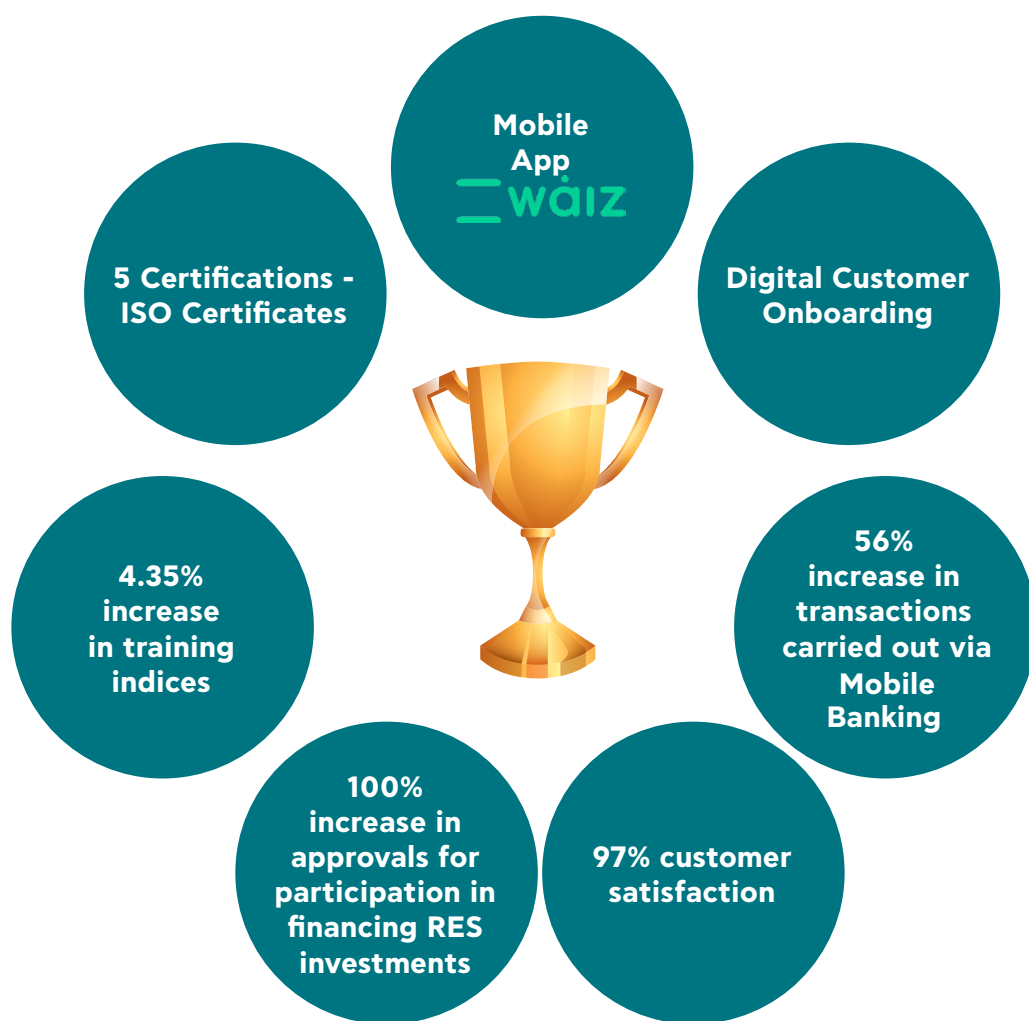 Mobile
App
waiz
5 Certifications -
ISO Certificates
Digital Customer
Onboarding
4.35%
increase
in training
indices
56%
increase in
transactions
carried out via
Mobile
Banking
100%
increase in
approvals for
participation in
financing RES
investments
97% customer
satisfaction